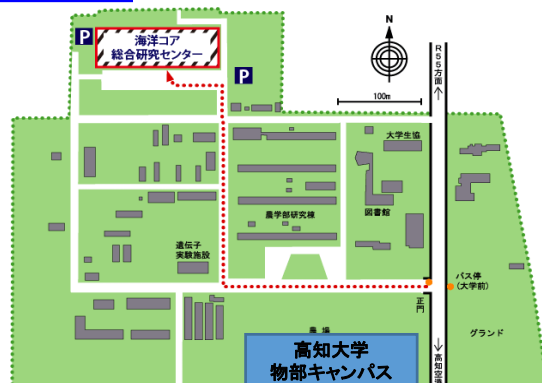 P
海洋コア
総合研究センター
P
N
100m
R55方面
→
大学生協
図書館
農学部研究棟
遺伝子
実験施設
バス停
(大学前)
正門
グランド
農場
高知大学
物部キャンパス
← 高知空港